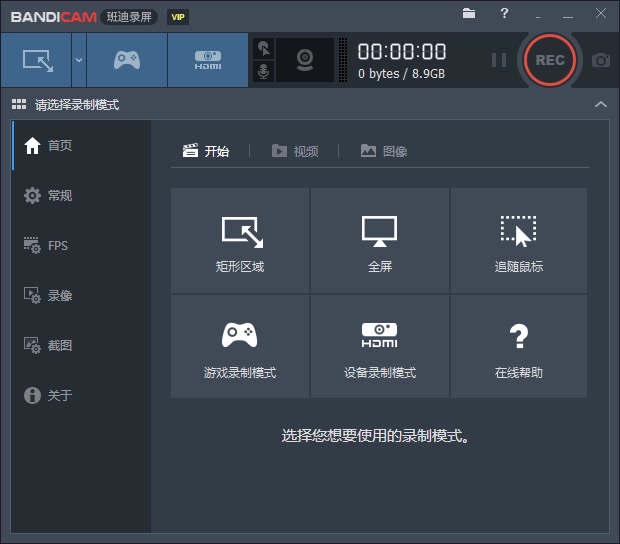 BANDICAM 班迪录屏 VIP ?
HDMI
00:00:00
0 bytes / 8.9GB
REC
请选择录制模式
首页
常规
FPS
录像
截图
关于
开始 视频 图像
矩形区域 全屏 追随鼠标
HDMI ?
游戏录制模式 设备录制模式 在线帮助
选择您想要使用的录制模式。